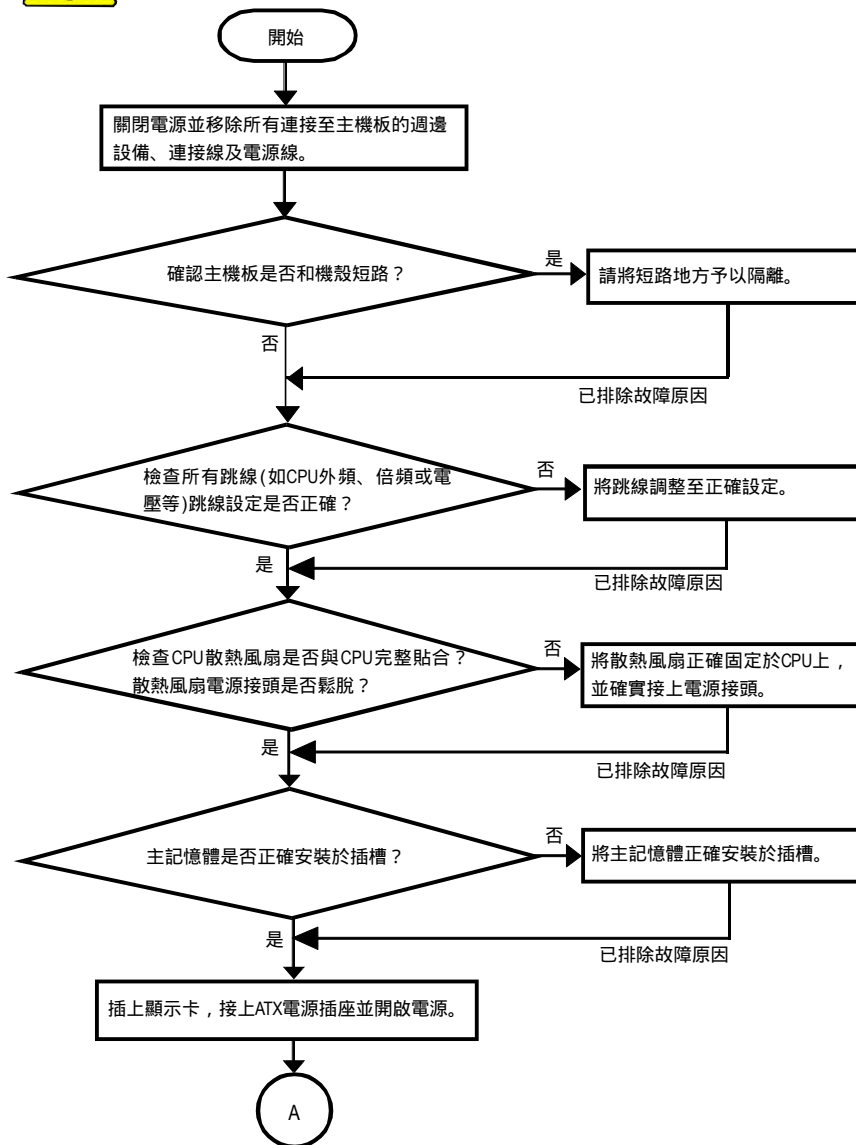 開始
關閉電源並移除所有連接至主機板的週邊
設備、連接線及電源線。
確認主機板是否和機殼短路？
是
請將短路地方予以隔離。
否
已排除故障原因
檢查所有跳線(如CPU外頻、倍頻或電
壓等)跳線設定是否正確？
否
將跳線調整至正確設定。
是
已排除故障原因
檢查CPU散熱風扇是否與CPU完整貼合？
散熱風扇電源接頭是否鬆脫？
否
將散熱風扇正確固定於CPU上，
並確實接上電源接頭。
是
已排除故障原因
主記憶體是否正確安裝於插槽？
否
將主記憶體正確安裝於插槽。
是
已排除故障原因
插上顯示卡，接上ATX電源插座並開啟電源。
A